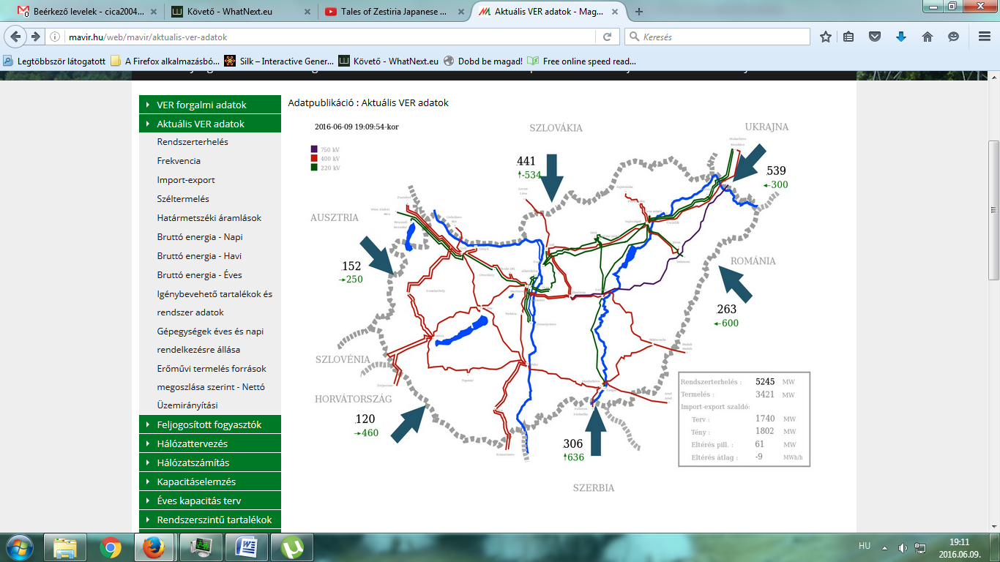 Beérkező levelek - cica2004...
Követő - WhatNext.eu
Tales of Zestiria Japanese ...
Aktuális VER adatok - Mag...
mavir.hu/web/mavir/aktualis-ver-adatok
Keresés
Legtöbbször látogatott
A Firefox alkalmazásbó...
Silk – Interactive Gener...
Követő - WhatNext.eu
Dobd be magad!
Free online speed read...
VER forgalmi adatok
Aktuális VER adatok
Rendszerterhelés
Frekvencia
Import-export
Széltermelés
Határmetszéki áramlások
Bruttó energia - Napi
Bruttó energia - Havi
Bruttó energia - Éves
Igénybevehető tartalékok és
rendszer adatok
Gépegységek éves és napi
rendelkezésre állása
Erőművi termelés források
megoszlása szerint - Nettó
Üzemirányítási
Feljogosított fogyasztók
Hálózattervezés
Hálózatszámítás
Kapacitáselemzés
Éves kapacitás terv
Rendszerszintű tartalékok
Adatpublikáció : Aktuális VER adatok
2016-06-09 19:09:54-kor
750 kV
400 kV
220 kV
SZLOVÁKIA
441
-534
UKRAJNA
539
300
AUSZTRIA
152
250
ROMÁNIA
263
600
SZLOVÉNIA
HORVÁTORSZÁG
120
460
306
636
SZERBIA
Rendszerterhelés : 5245 MW
Termelés : 3421 MW
Import-export szaldó:
Terv : 1740 MW
Tény : 1802 MW
Eltérés pill. : 61 MW
Eltérés átlag : -9 MWh/h
HU
19:11
2016.06.09.